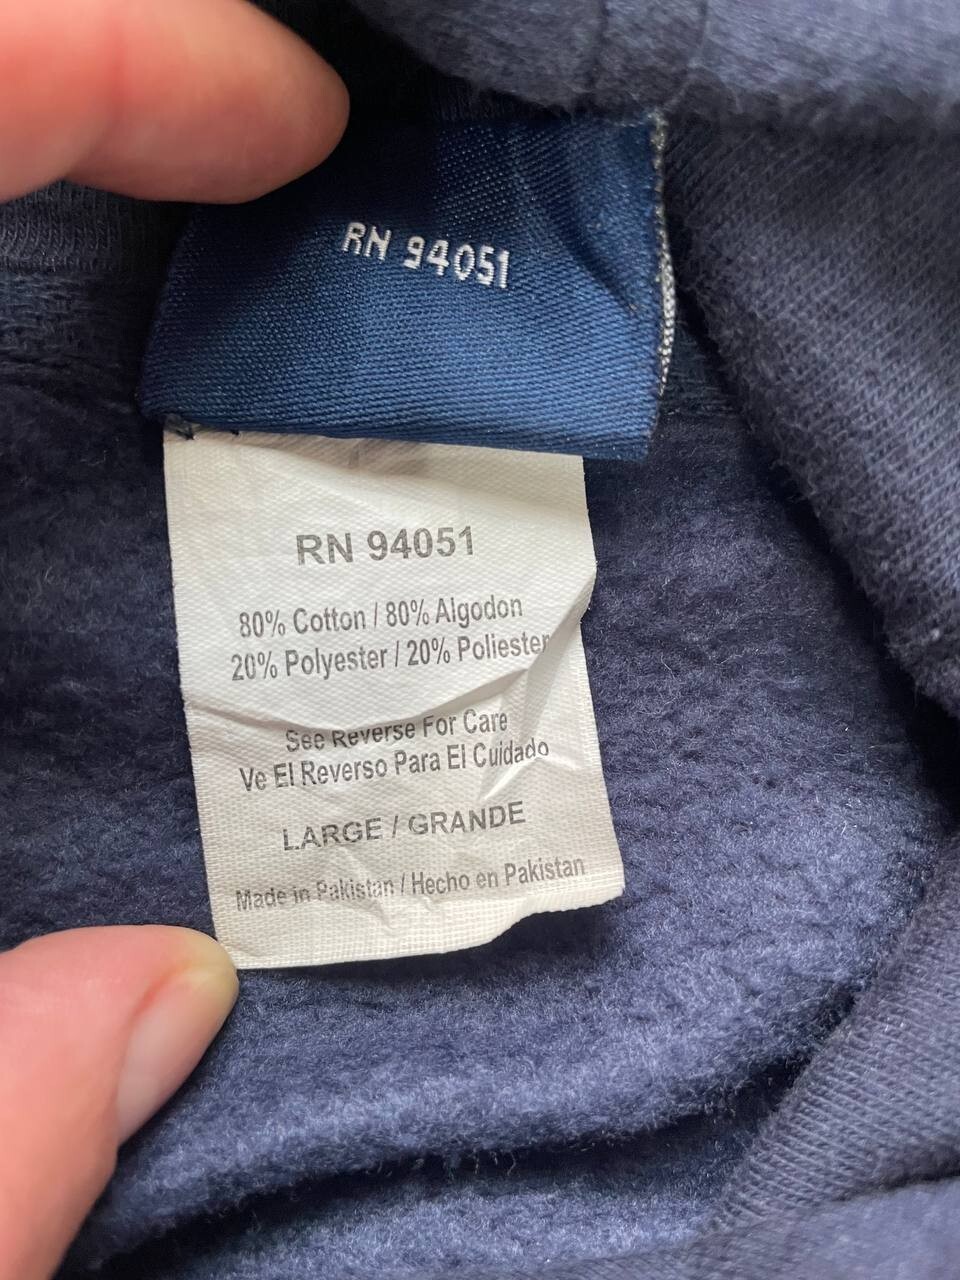 RN 94051
RN 94051
80% Cotton / 80% Algodon
20% Polyester / 20% Poliester
See Reverse For Care
Ve El Reverso Para El Cuidado
LARGE / GRANDE
Made in Pakistan / Hecho en Pakistan